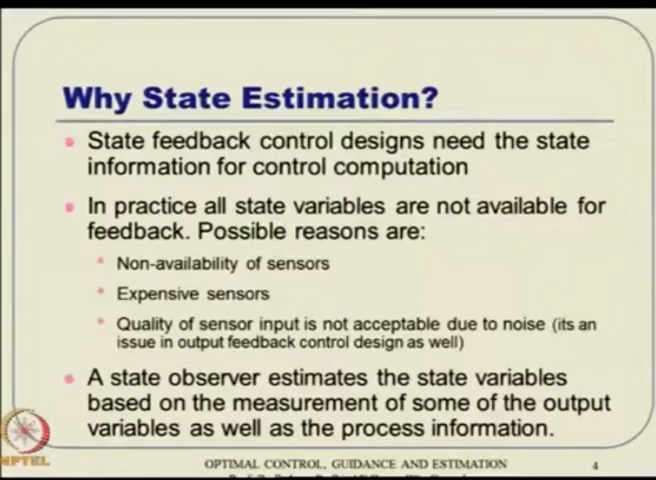 Why State Estimation?
State feedback control designs need the state
information for control computation
In practice all state variables are not available for
feedback. Possible reasons are:
Non-availability of sensors
Expensive sensors
Quality of sensor input is not acceptable due to noise (its an
issue in output feedback control design as well)
A state observer estimates the state variables
based on the measurement of some of the output
variables as well as the process information.
NPTEL
OPTIMAL CONTROL, GUIDANCE AND ESTIMATION
4